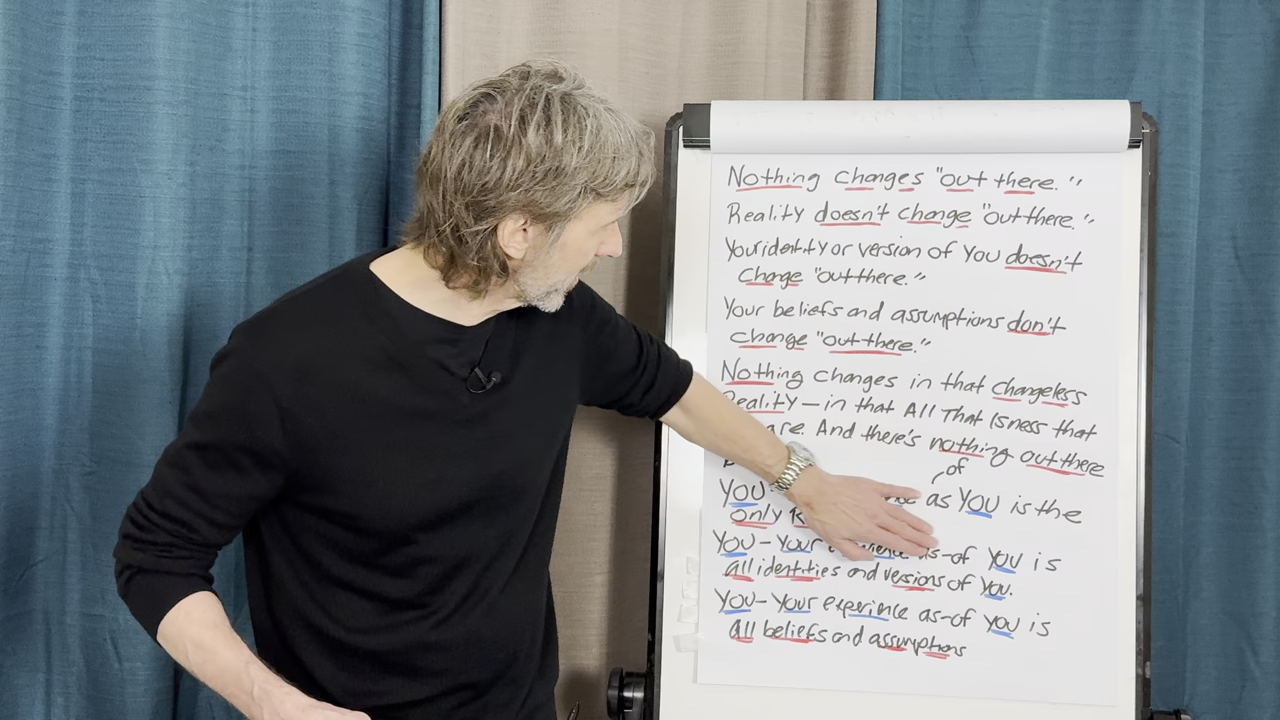 Nothing changes "out there."
Reality doesn't change "out there."
Your identity or version of You doesn't
change "out there."
Your beliefs and assumptions don't
change "out there."
Nothing changes in that changeless
Reality—in that All That Isness that
are. And there's nothing out there
of
YOU as YOU is the
only
YOU-Your as-of YOU is
all identities and versions of You.
YOU-Your experince as-of YOU is
all beliefs and assumptions